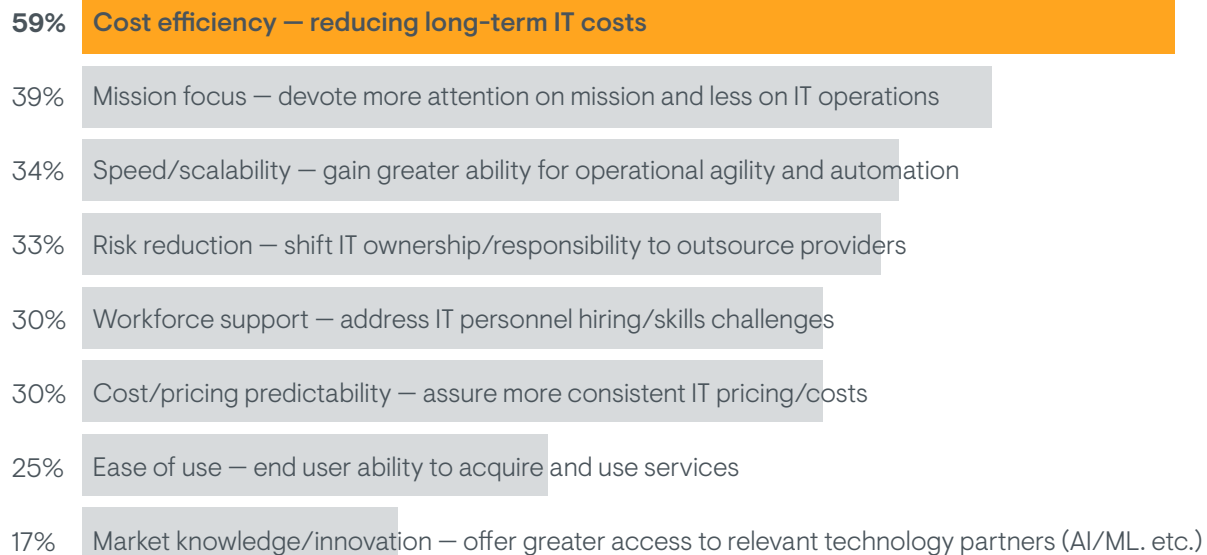 59% Cost efficiency — reducing long-term IT costs
39% Mission focus — devote more attention on mission and less on IT operations
34% Speed/scalability — gain greater ability for operational agility and automation
33% Risk reduction — shift IT ownership/responsibility to outsource providers
30% Workforce support — address IT personnel hiring/skills challenges
30% Cost/pricing predictability — assure more consistent IT pricing/costs
25% Ease of use — end user ability to acquire and use services
17% Market knowledge/innovation — offer greater access to relevant technology partners (AI/ML. etc.)